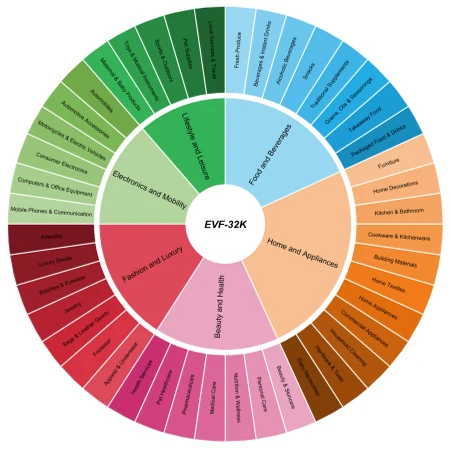 EVF-32K
Food and Beverages
Home and Appliances
Beauty and Health
Fashion and Luxury
Electronics and Mobility
Lifestyle and Leisure
Fresh Produce
Beverages & Instant Drinks
Alcoholic Beverages
Snacks
Traditional Supplements
Grains, Oils & Seasonings
Takeaway Food
Packaged Food & Drinks
Furniture
Home Decorations
Kitchen & Bathroom
Cookware & Kitchenware
Building Materials
Home Textiles
Home Appliances
Commercial Appliances
Household Cleaning
Hardware & Tools
Daily Necessities
Beauty & Skincare
Personal Care
Nutrition & Wellness
Medical Care
Pharmaceuticals
Pet Healthcare
Health Services
Apparel & Underwear
Footwear
Bags & Leather Goods
Jewelry
Watches & Eyewear
Luxury Goods
Artworks
Mobile Phones & Communication
Computers & Office Equipment
Consumer Electronics
Motorcycles & Electric Vehicles
Automotive Accessories
Automobiles
Maternal & Baby Products
Toys & Musical Instruments
Sports & Outdoors
Pet Supplies
Local Services & Travel